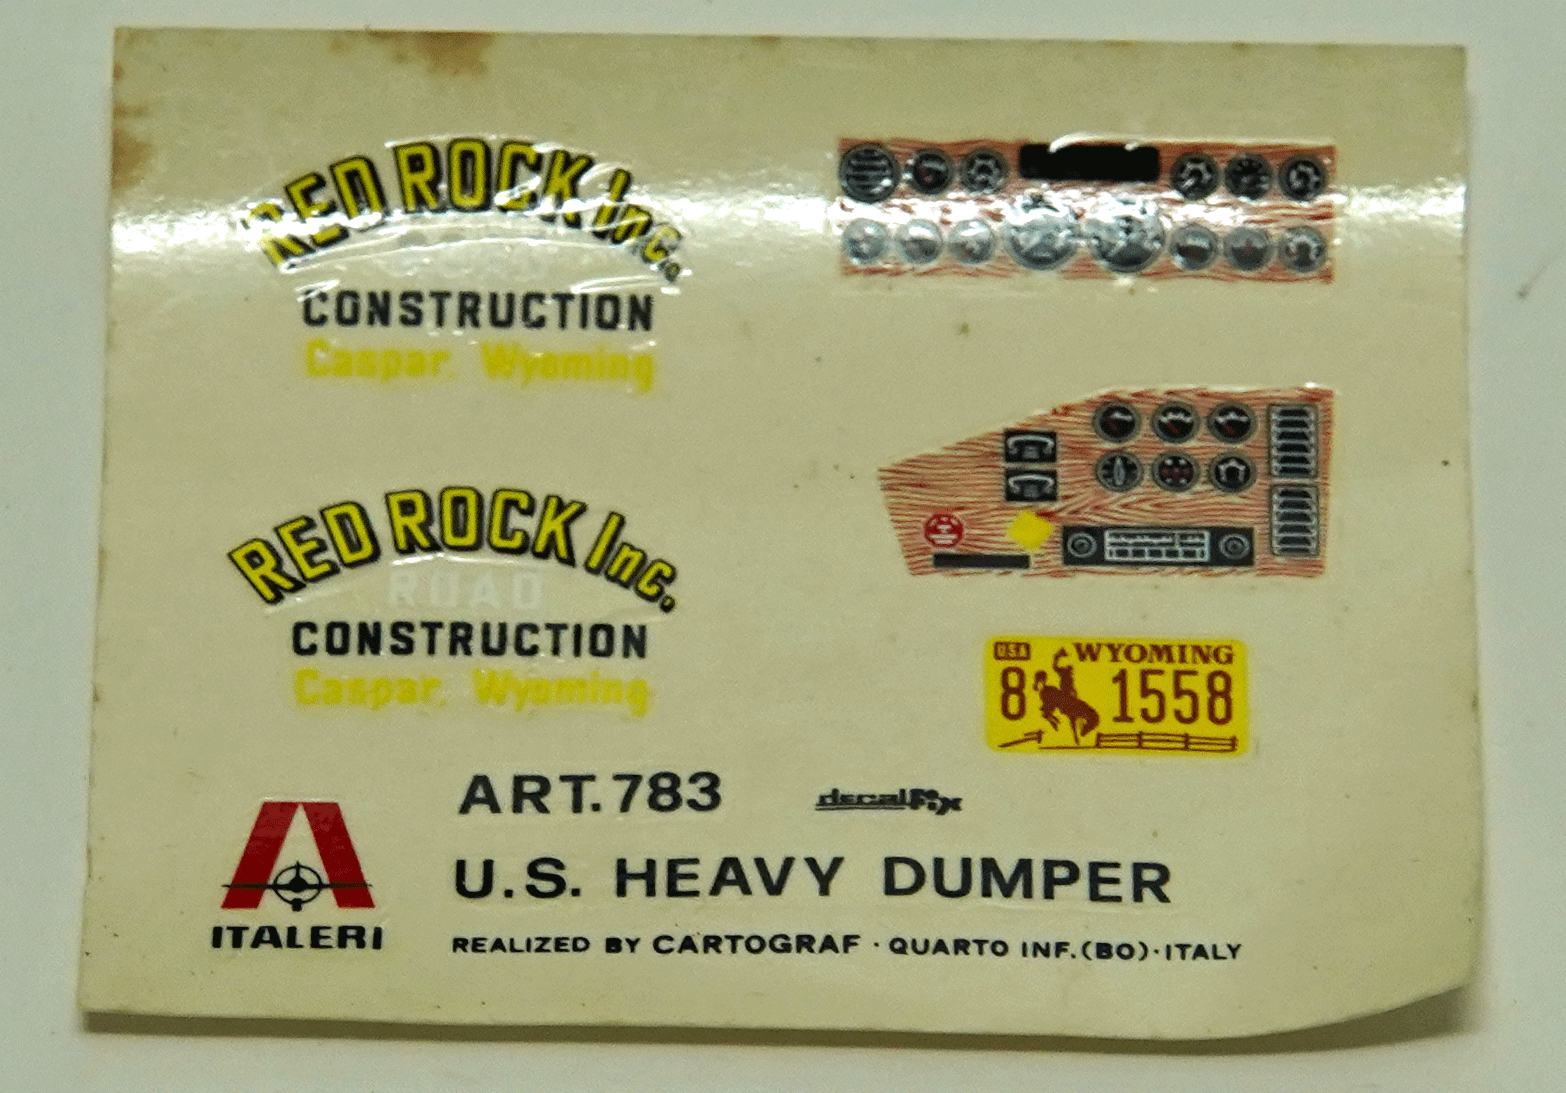 RED ROCK Inc.
ROAD
CONSTRUCTION
Caspar. Wyoming
RED ROCK Inc.
ROAD
CONSTRUCTION
Caspar. Wyoming
USA WYOMING
8 1558
ART.783
decalfix
U.S. HEAVY DUMPER
ITALERI
REALIZED BY CARTOGRAF · QUARTO INF.(BO)·ITALY